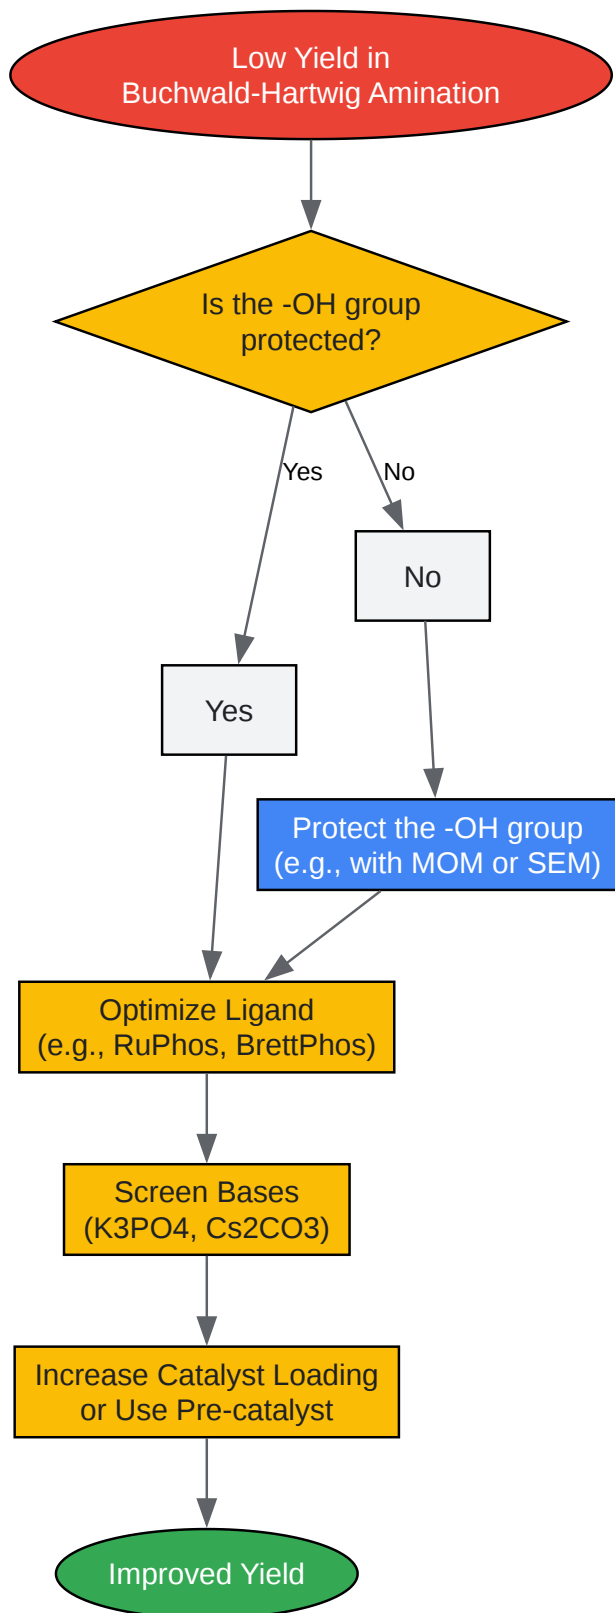 Low Yield in
Buchwald-Hartwig Amination
Is the -OH group
protected?
Yes
No
No
Yes
Protect the -OH group
(e.g., with MOM or SEM)
Optimize Ligand
(e.g., RuPhos, BrettPhos)
Screen Bases
(K3PO4, Cs2CO3)
Increase Catalyst Loading
or Use Pre-catalyst
Improved Yield